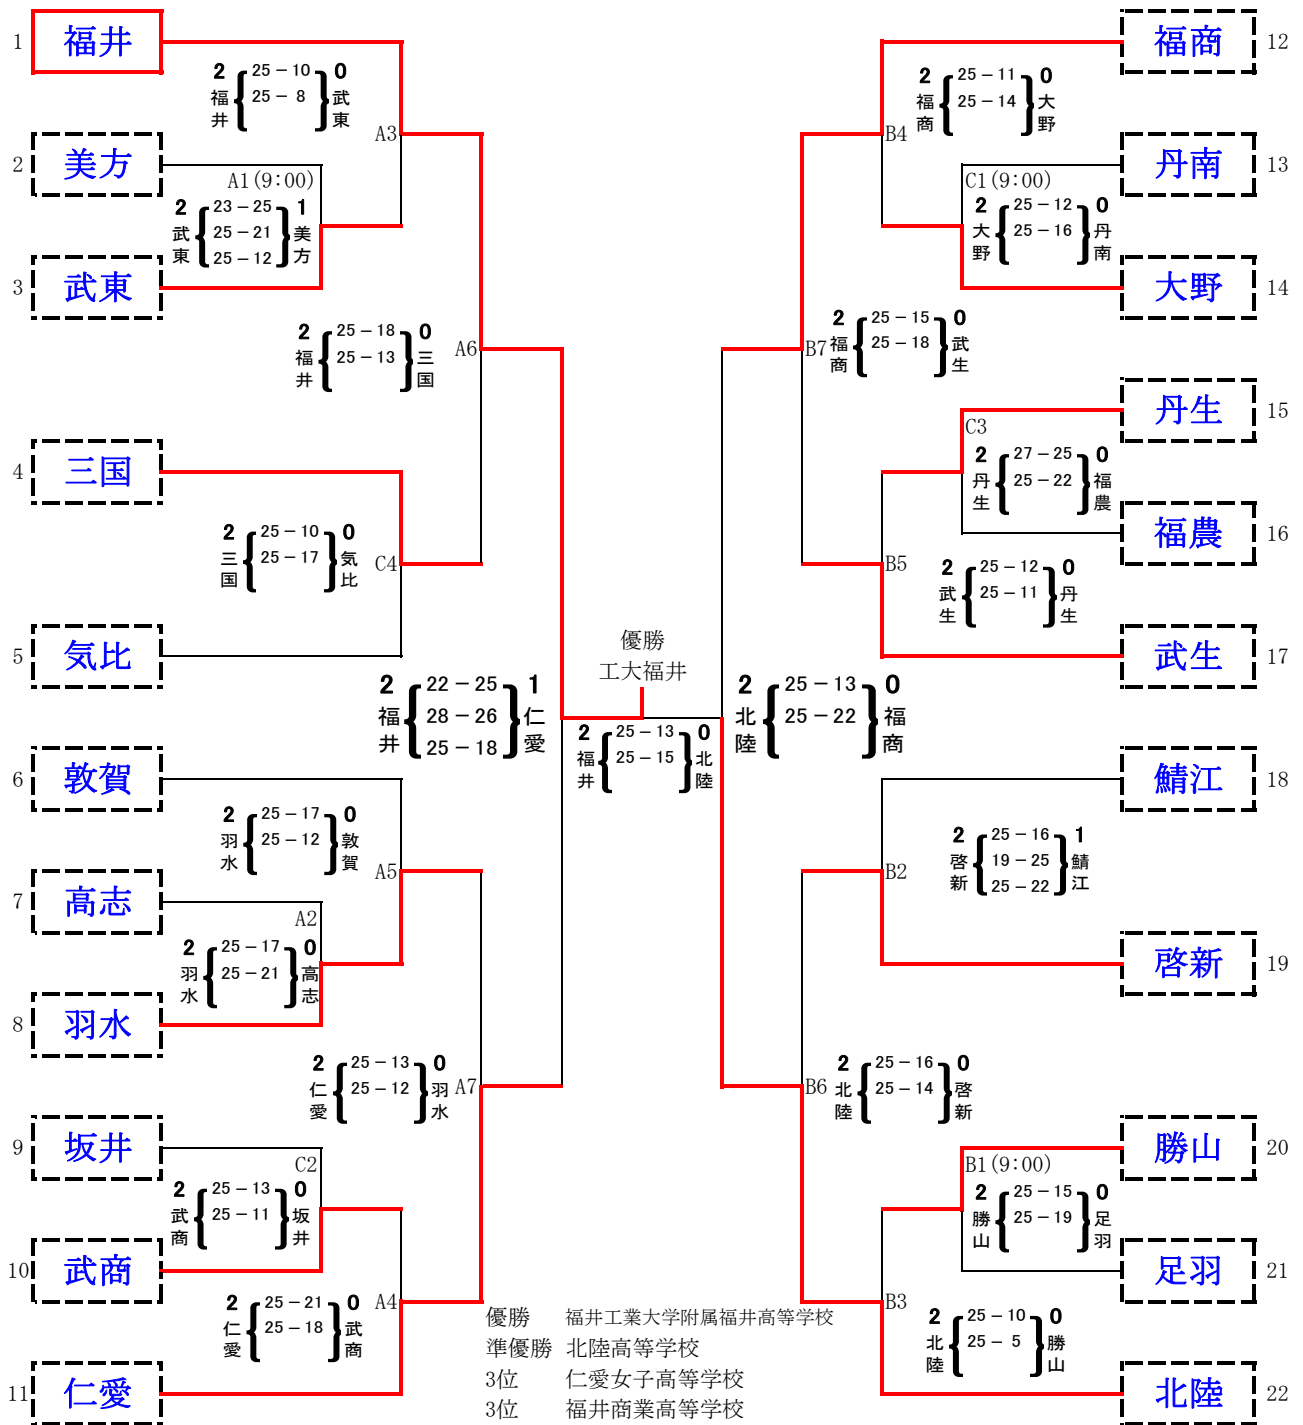 1 福井
2 美方
3 武東
4 三国
5 気比
6 敦賀
7 高志
8 羽水
9 坂井
10 武商
11 仁愛
2 福井 25－10 25－8 0 武東
A3
A1(9:00)
2 武東 23－25 25－21 25－12 1 美方
2 福井 25－18 25－13 0 三国
A6
2 三国 25－10 25－17 0 気比
C4
2 福井 22－25 28－26 25－18 1 仁愛
2 羽水 25－17 25－12 0 敦賀
A5
A2
2 羽水 25－17 25－21 0 高志
2 仁愛 25－13 25－12 0 羽水
A7
C2
2 武商 25－13 25－11 0 坂井
2 仁愛 25－21 25－18 0 武商
A4
優勝
工大福井
2 福井 25－13 25－15 0 北陸
福商 12
丹南 13
大野 14
丹生 15
福農 16
武生 17
鯖江 18
啓新 19
勝山 20
足羽 21
北陸 22
2 福商 25－11 25－14 0 大野
B4
C1(9:00)
2 大野 25－12 25－16 0 丹南
B7
2 福商 25－15 25－18 0 武生
C3
2 丹生 27－25 25－22 0 福農
B5
2 武生 25－12 25－11 0 丹生
2 北陸 25－13 25－22 0 福商
2 啓新 25－16 19－25 25－22 1 鯖江
B2
B6
2 北陸 25－16 25－14 0 啓新
B1(9:00)
2 勝山 25－15 25－19 0 足羽
B3
2 北陸 25－10 25－5 0 勝山
優勝 福井工業大学附属福井高等学校
準優勝 北陸高等学校
3位 仁愛女子高等学校
3位 福井商業高等学校